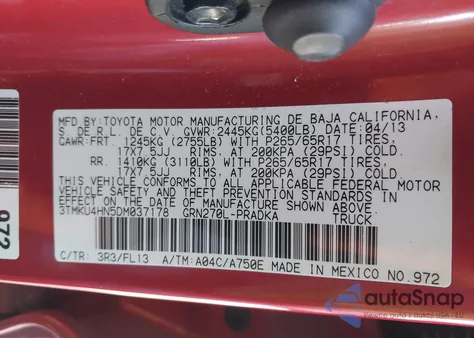 MFD.BY:TOYOTA MOTOR MANUFACTURING DE BAJA CALIFORNIA,
S. DE R.L. DE C.V. GVWR:2445KG(5400LB) DATE:04/13
GAWR:FRT. 1245KG (2755LB) WITH P265/65R17 TIRES,
17X7.5JJ RIMS, AT 200KPA (29PSI) COLD.
RR. 1410KG (3110LB) WITH P265/65R17 TIRES,
17X7.5JJ RIMS, AT 200KPA (29PSI) COLD.
THIS VEHICLE CONFORMS TO ALL APPLICABLE FEDERAL MOTOR
VEHICLE SAFETY AND THEFT PREVENTION STANDARDS IN
EFFECT ON THE DATE OF MANUFACTURE SHOWN ABOVE.
3TMKU4HN5DM037178 GRN270L-PRADKA TRUCK
C/TR: 3R3/FL13 A/TM:A04C/A750E MADE IN MEXICO NO.972
972
autoSnap